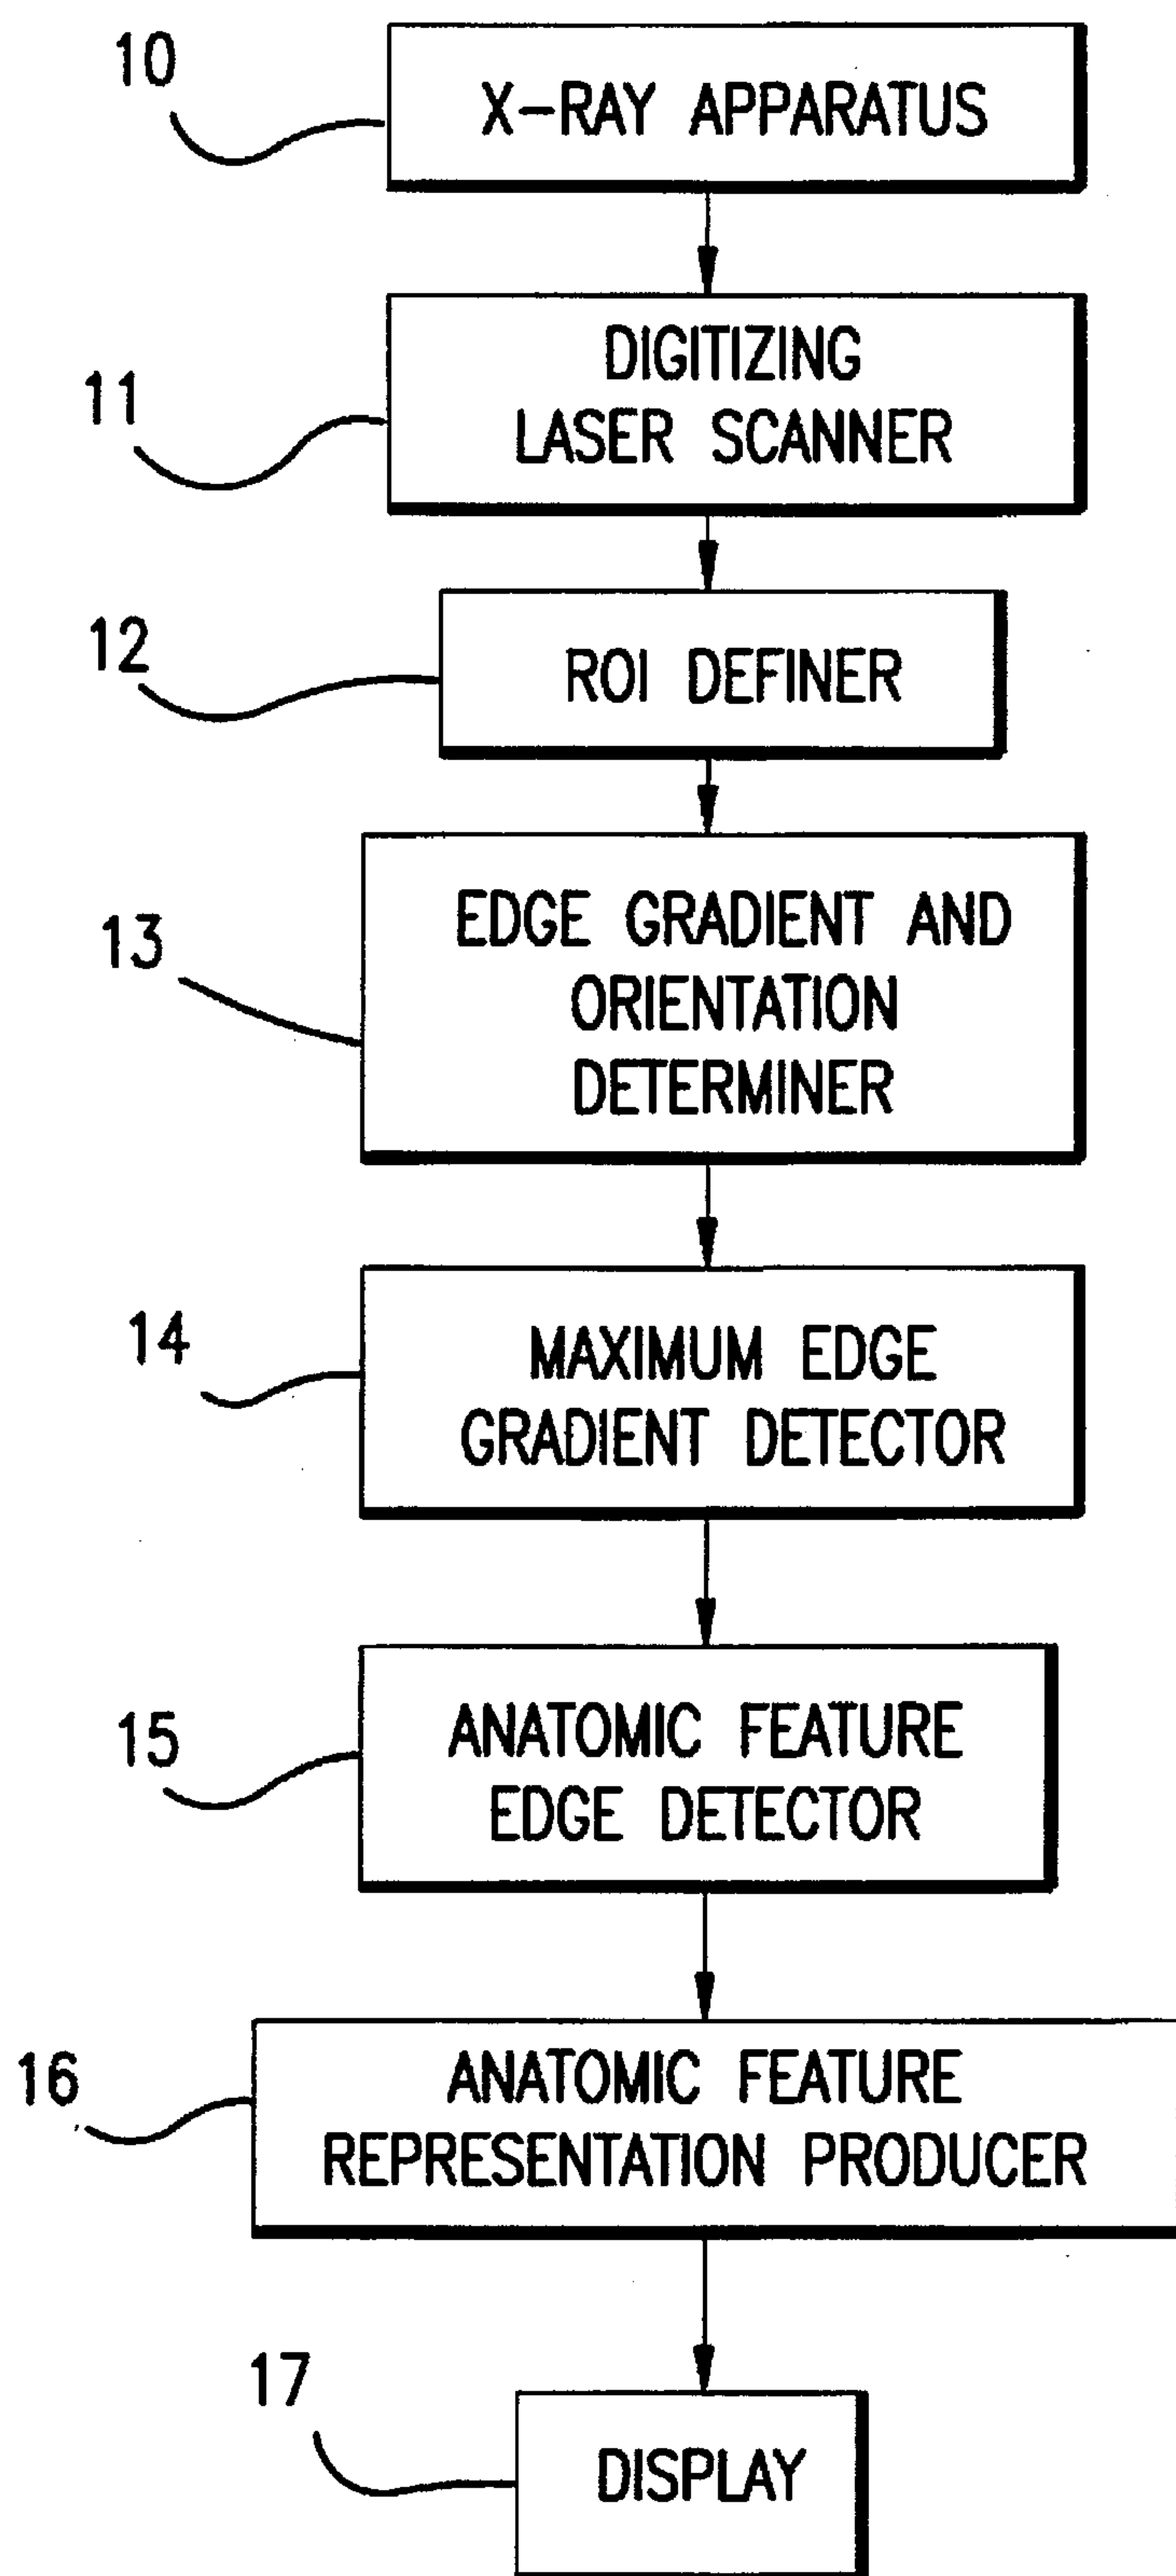 10
X-RAY APPARATUS
11
DIGITIZING
LASER SCANNER
12
ROI DEFINER
13
EDGE GRADIENT AND
ORIENTATION
DETERMINER
14
MAXIMUM EDGE
GRADIENT DETECTOR
15
ANATOMIC FEATURE
EDGE DETECTOR
16
ANATOMIC FEATURE
REPRESENTATION PRODUCER
17
DISPLAY